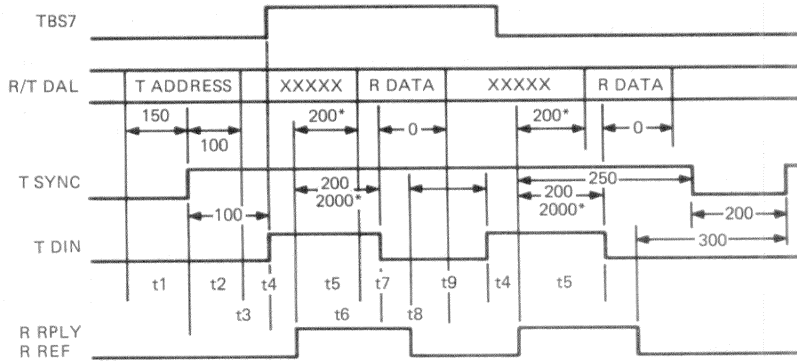 TBS7
R/T DAL T ADDRESS XXXXX R DATA XXXXX R DATA
150 200* 200*
100 0 0
T SYNC
200 250
2000* 200
100 2000* 200
T DIN 300
t1 t2 t4 t5 t7 t9 t4 t5
t3 t6 t8
R RPLY
R REF